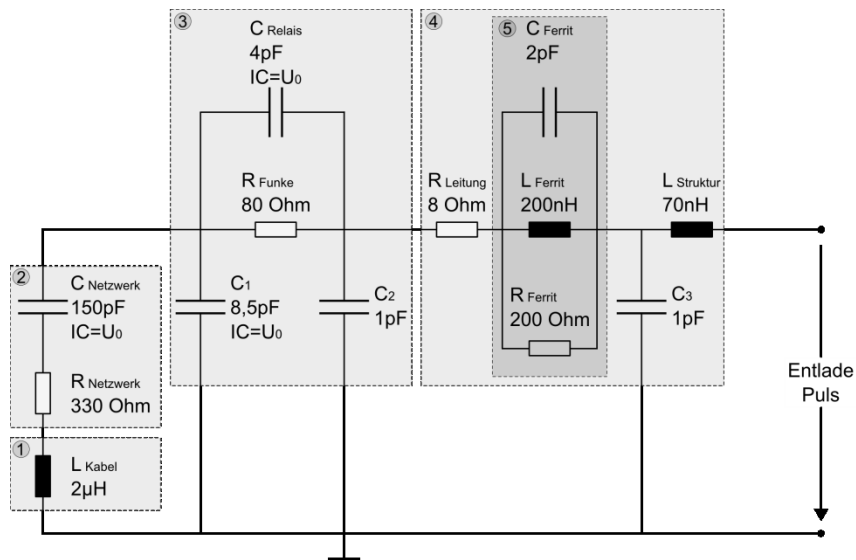 3
C Relais
4pF
IC=U₀
R Funke
80 Ohm
C₁
8,5pF
IC=U₀
C₂
1pF
4
5
C Ferrit
2pF
R Leitung
8 Ohm
L Ferrit
200nH
L Struktur
70nH
R Ferrit
200 Ohm
C₃
1pF
2
C Netzwerk
150pF
IC=U₀
R Netzwerk
330 Ohm
1
L Kabel
2µH
Entlade
Puls